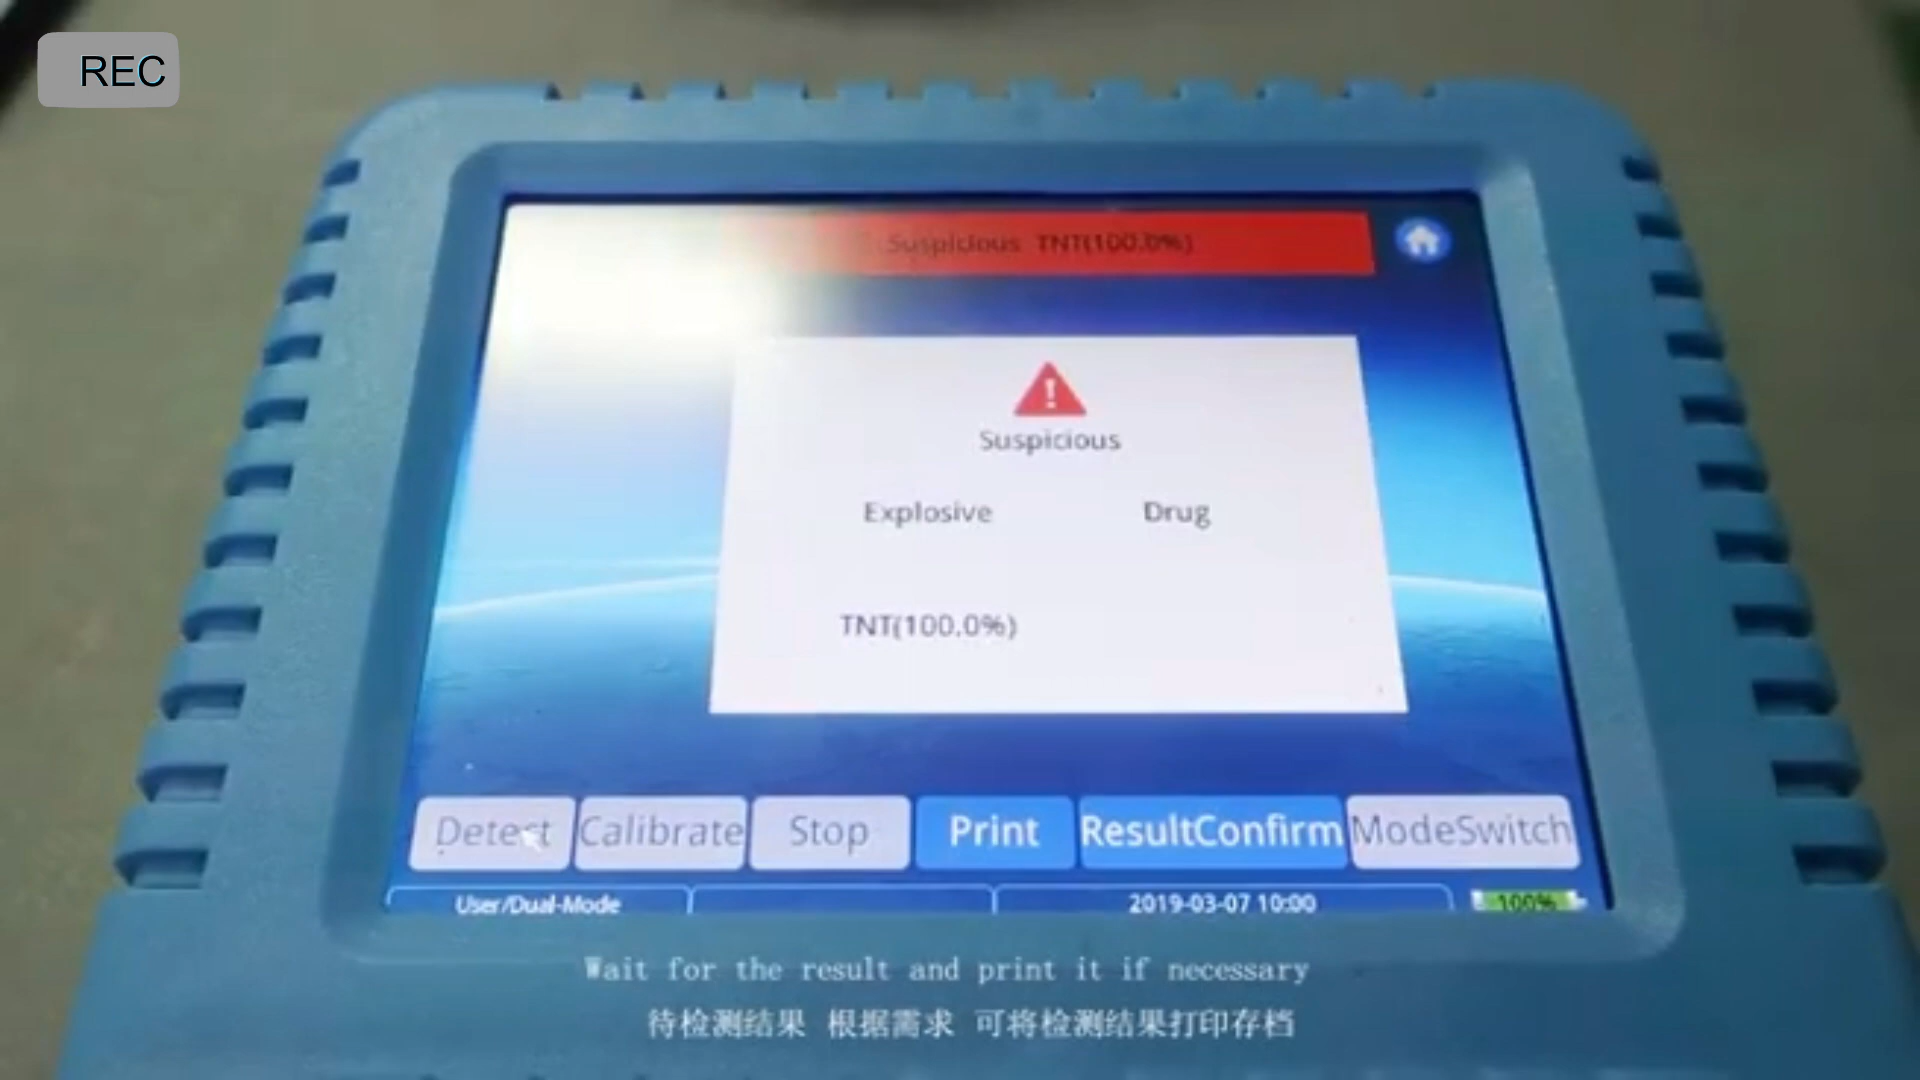 REC
Suspicious TNT(100.0%)
Suspicious
Explosive Drug
TNT(100.0%)
Detect Calibrate Stop Print ResultConfirm ModeSwitch
User/Dual-Mode 2019-03-07 10:00 100%
Wait for the result and print it if necessary
待检测结果 根据需求 可将检测结果打印存档